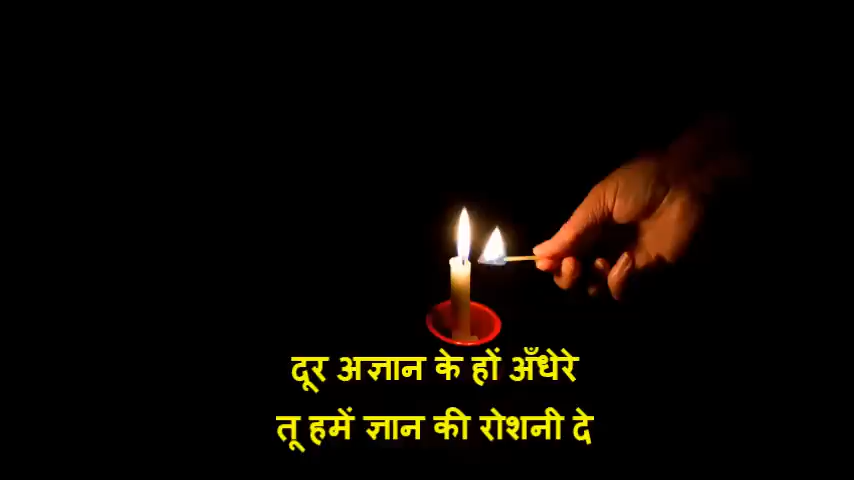 दूर अज्ञान के हों अँधेरे
तू हमें ज्ञान की रोशनी दे